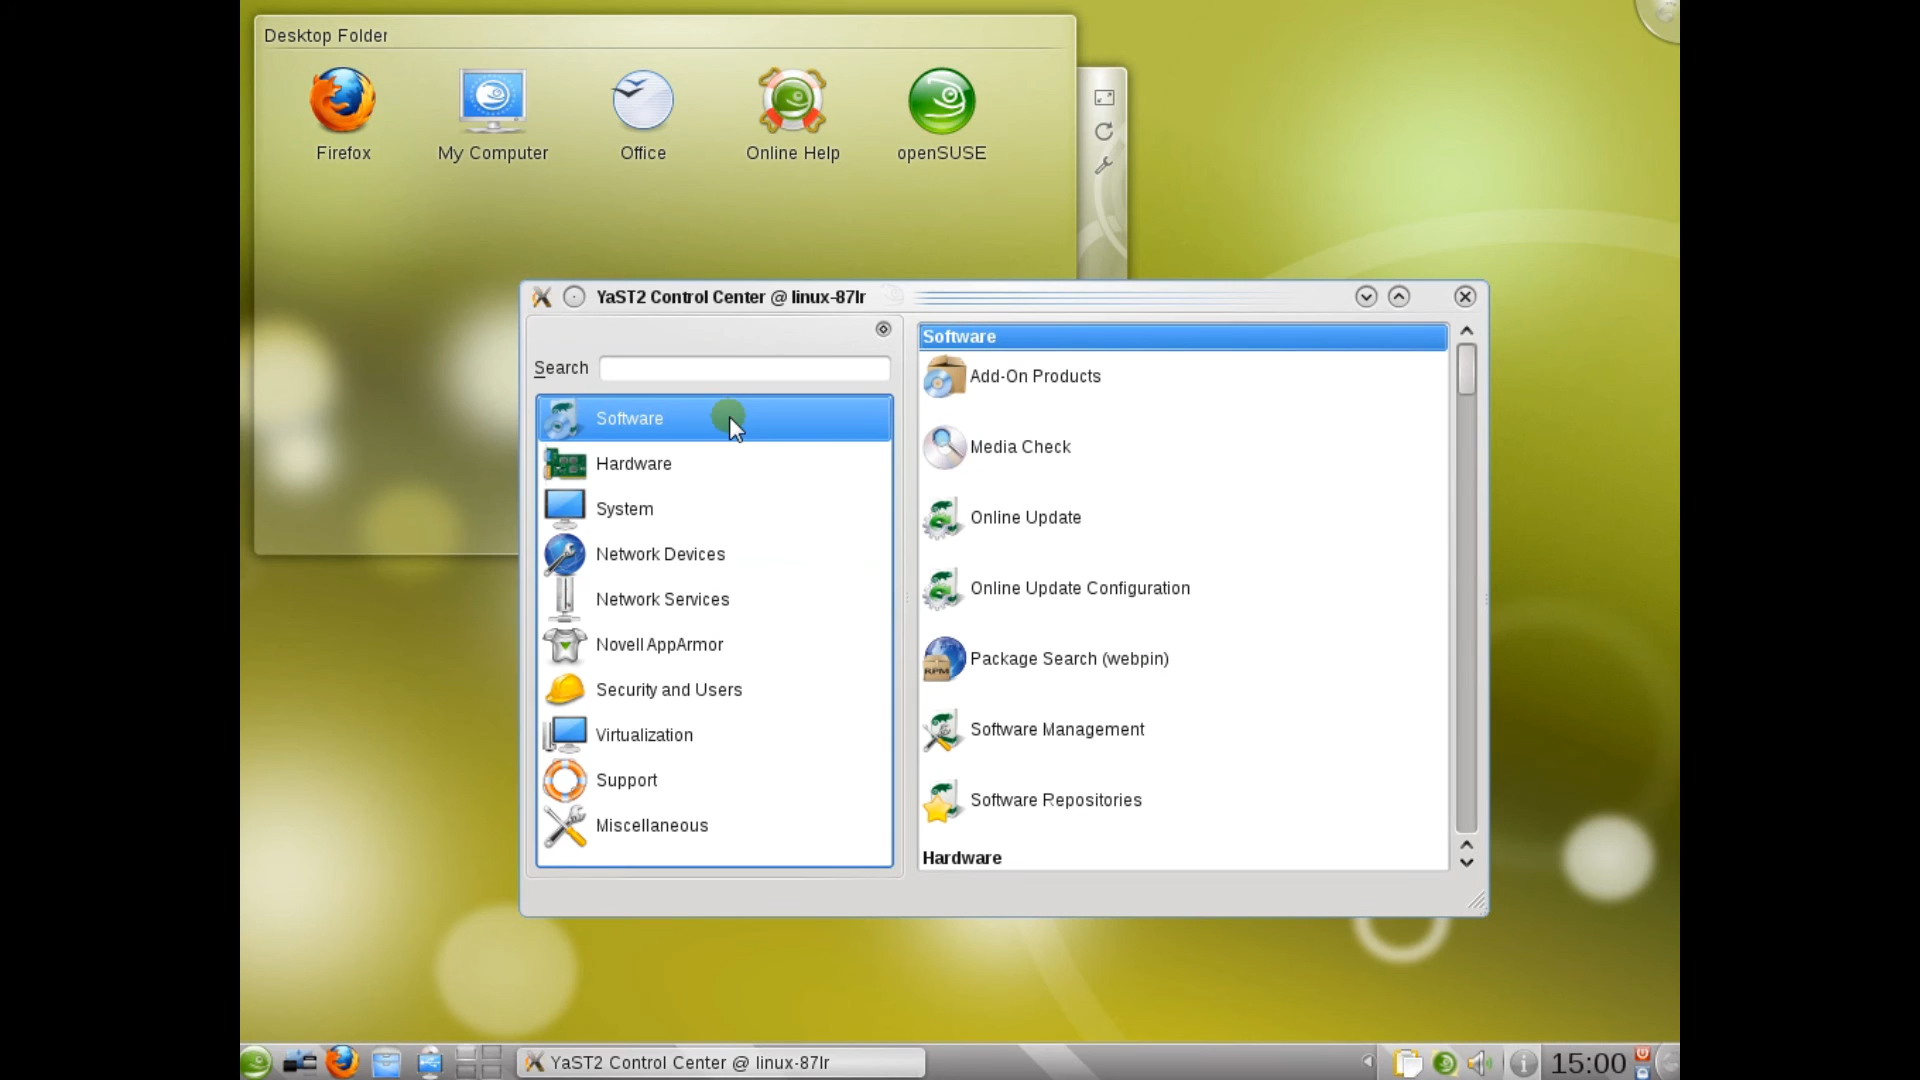 Desktop Folder
Firefox
My Computer
Office
Online Help
openSUSE
YaST2 Control Center @ linux-87lr
Search
Software
Hardware
System
Network Devices
Network Services
Novell AppArmor
Security and Users
Virtualization
Support
Miscellaneous
Software
Add-On Products
Media Check
Online Update
Online Update Configuration
RPM
Package Search (webpin)
Software Management
Software Repositories
Hardware
YaST2 Control Center @ linux-87lr
15:00